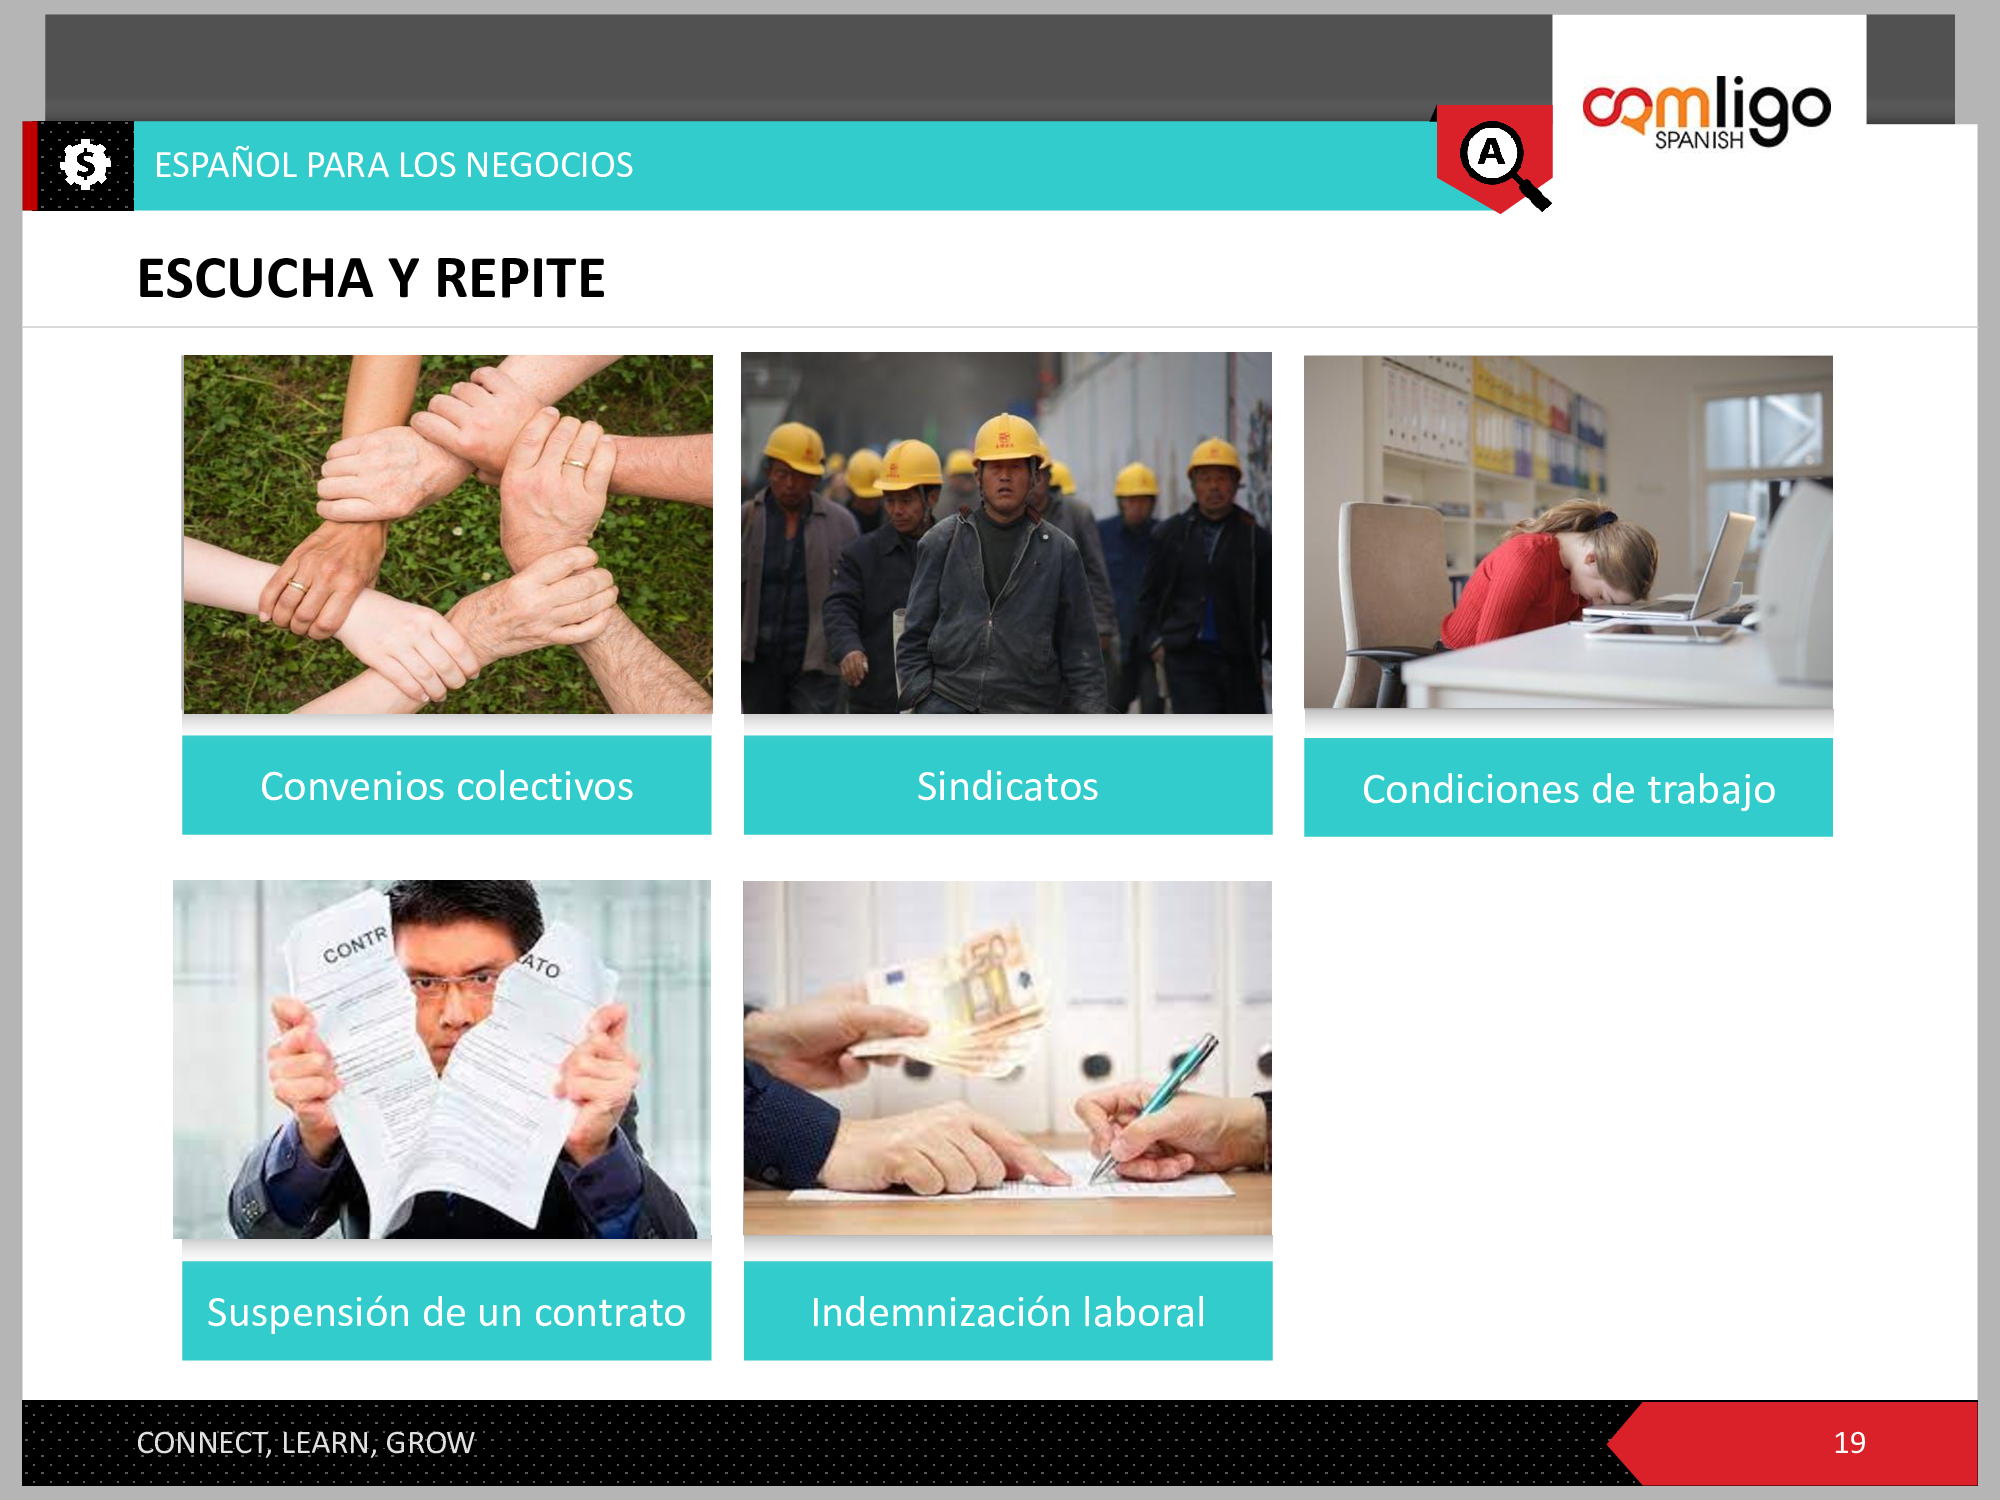 comligo
SPANISH
$ ESPAÑOL PARA LOS NEGOCIOS
A
ESCUCHA Y REPITE
Convenios colectivos
Sindicatos
Condiciones de trabajo
CONTR
ATO
50
Suspensión de un contrato
Indemnización laboral
CONNECT, LEARN, GROW
19